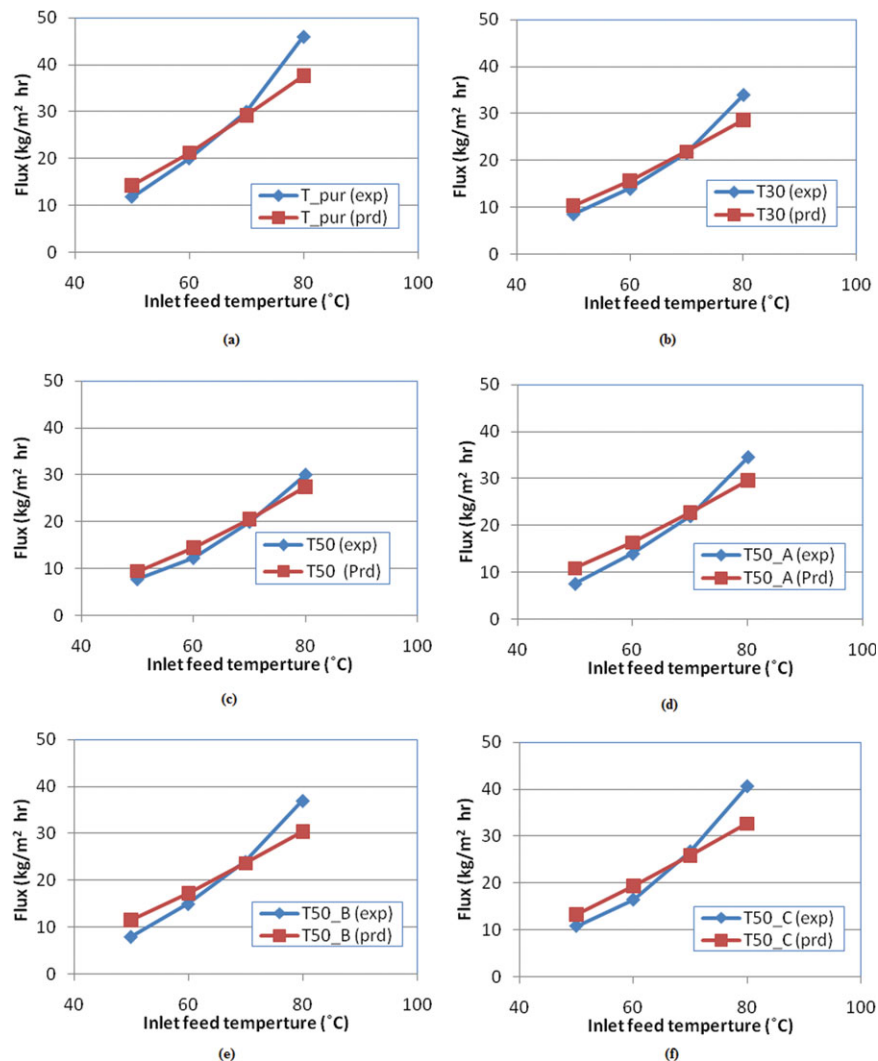 50
40
30
20
10
0
Flux (kg/m² hr)
T_pur (exp)
T_pur (prd)
40 60 80 100
Inlet feed temperture (˚C)
(a)
50
40
30
20
10
0
Flux (kg/m² hr)
T30 (exp)
T30 (prd)
40 60 80 100
Inlet feed temperture (˚C)
(b)
50
40
30
20
10
0
Flux (kg/m² hr)
T50 (exp)
T50 (Prd)
40 60 80 100
Inlet feed temperture (˚C)
(c)
50
40
30
20
10
0
Flux (kg/m² hr)
T50_A (exp)
T50_A (Prd)
40 60 80 100
Inlet feed temperture (˚C)
(d)
50
40
30
20
10
0
Flux (kg/m² hr)
T50_B (exp)
T50_B (prd)
40 60 80 100
Inlet feed temperture (˚C)
(e)
50
40
30
20
10
0
Flux (kg/m² hr)
T50_C (exp)
T50_C (prd)
40 60 80 100
Inlet feed temperture (˚C)
(f)